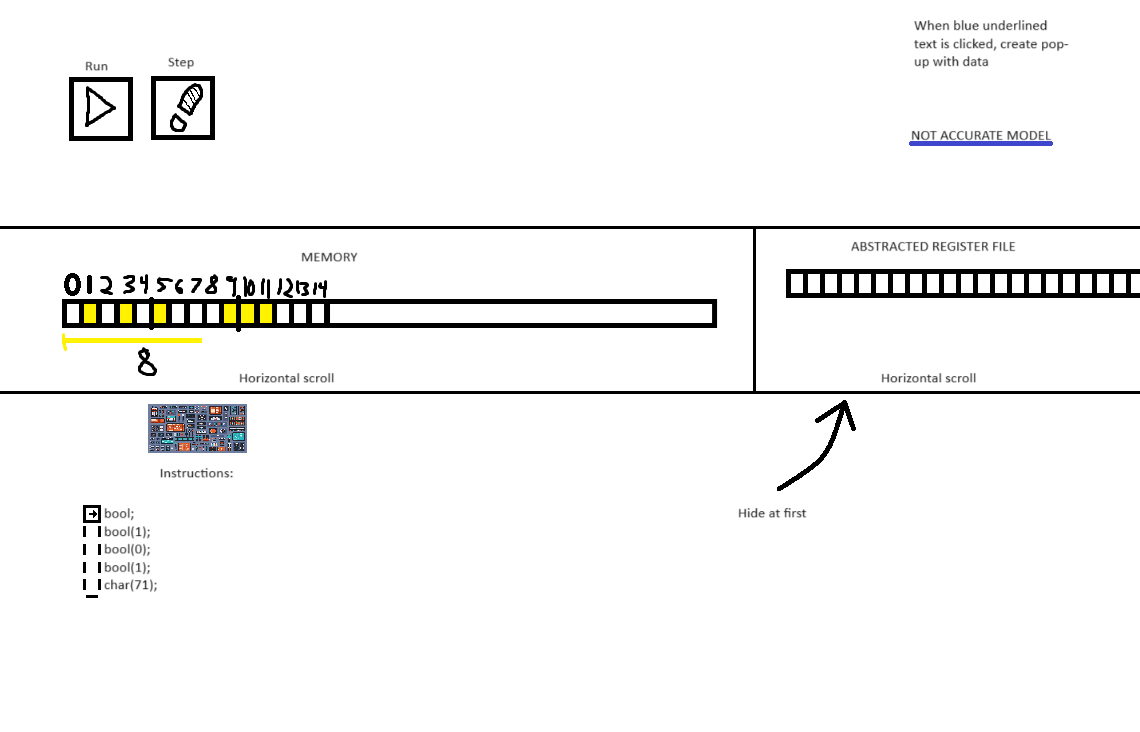 When blue underlined
text is clicked, create pop-
up with data
Run
Step
NOT ACCURATE MODEL
MEMORY
ABSTRACTED REGISTER FILE
0 1 2 3 4 5 6 7 8 9 10 11 12 13 14
8
Horizontal scroll
Horizontal scroll
Instructions:
Hide at first
bool;
bool(1);
bool(0);
bool(1);
char(71);